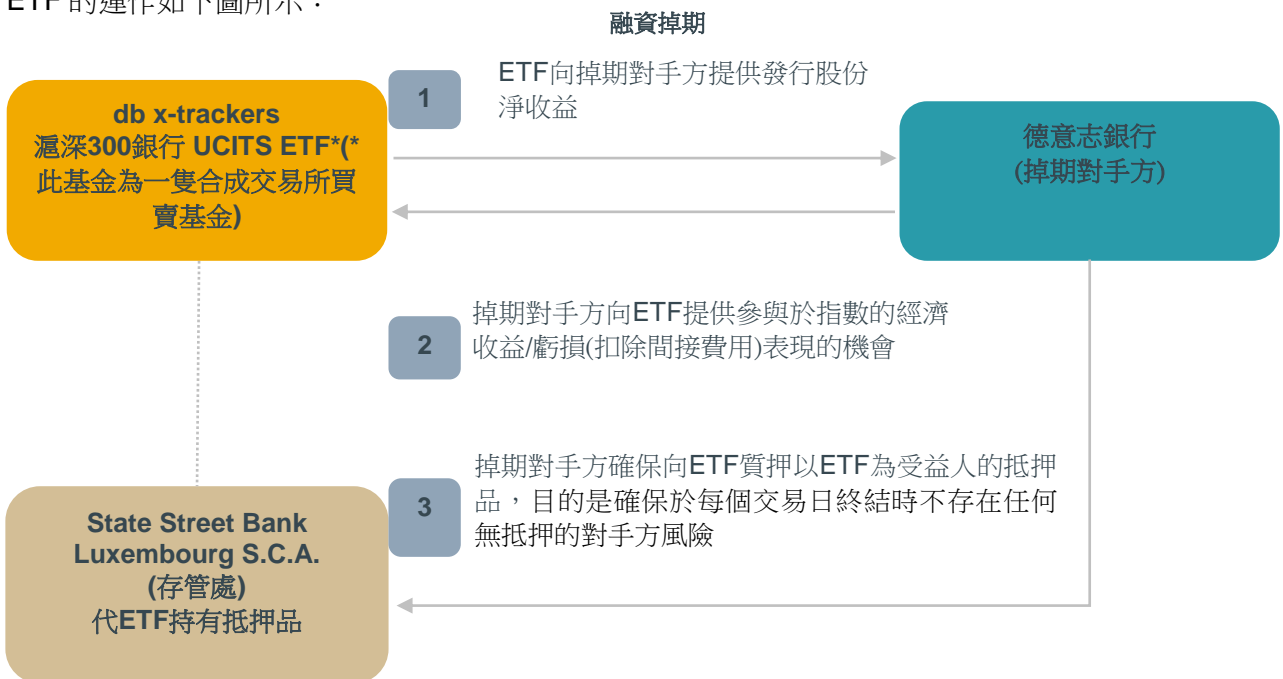 ETF 的運作如下圖所示：
融資掉期
db x-trackers
滬深300銀行 UCITS ETF*(*
此基金為一隻合成交易所買
賣基金)
1
ETF向掉期對手方提供發行股份
淨收益
德意志銀行
(掉期對手方)
2
掉期對手方向ETF提供參與於指數的經濟
收益/虧損(扣除間接費用)表現的機會
3
掉期對手方確保向ETF質押以ETF為受益人的抵押
品，目的是確保於每個交易日終結時不存在任何
無抵押的對手方風險
State Street Bank
Luxembourg S.C.A.
(存管處)
代ETF持有抵押品